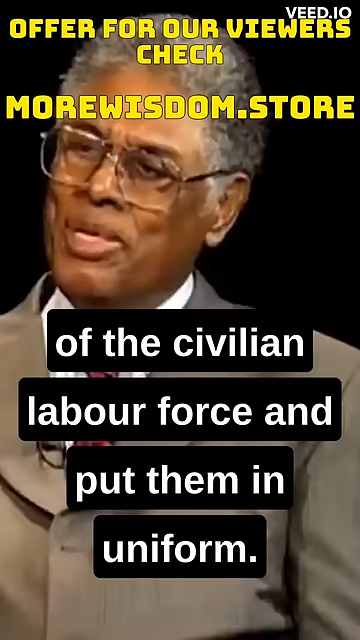 VEED.IO
OFFER FOR OUR VIEWERS
CHECK
MOREWISDOM.STORE
of the civilian
labour force and
put them in
uniform.